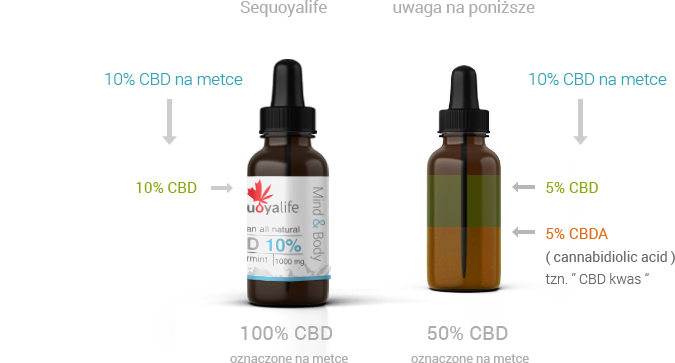 Sequoyalife
uwaga na poniższe
10% CBD na metce
10% CBD na metce
10% CBD
quoyalife
an all natural
D 10%
rmint 1000 mg
Mind & Body
5% CBD
5% CBDA
( cannabidiolic acid )
tzn. ” CBD kwas “
100% CBD
oznaczone na metce
50% CBD
oznaczone na metce